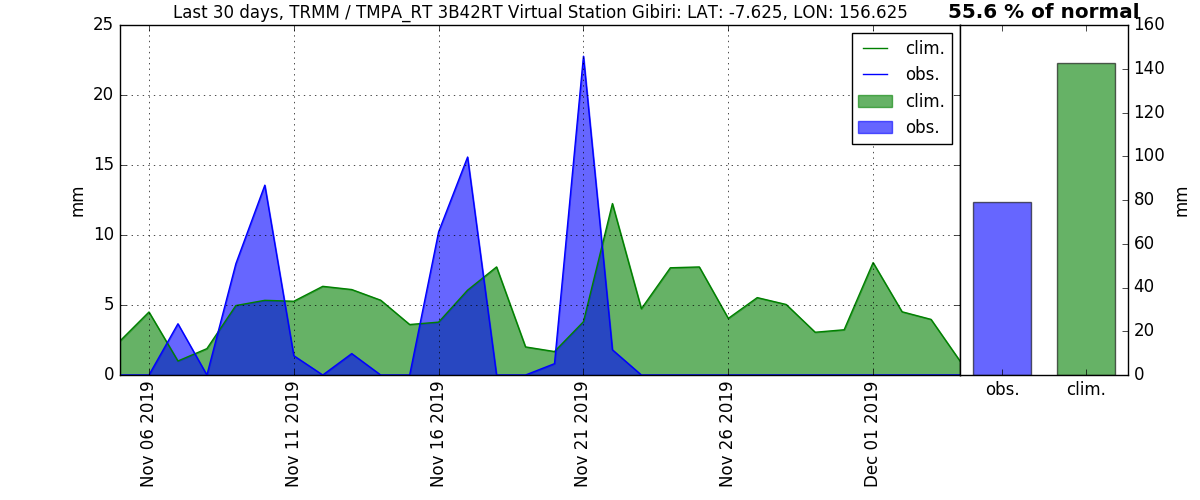 Last 30 days, TRMM / TMPA_RT 3B42RT Virtual Station Gibiri: LAT: -7.625, LON: 156.625
55.6 % of normal
mm
25
20
15
10
5
0
clim.
obs.
clim.
obs.
160
140
120
100
80
60
40
20
0
mm
Nov 06 2019
Nov 11 2019
Nov 16 2019
Nov 21 2019
Nov 26 2019
Dec 01 2019
obs.
clim.